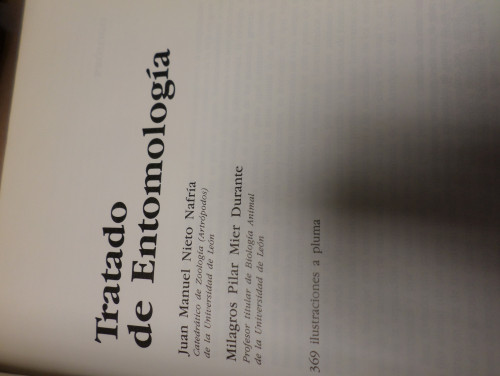 Tratado
de Entomología
Juan Manuel Nieto Nafría
Catedrático de Zoología (Artrópodos)
de la Universidad de León
Milagros Pilar Mier Durante
Profesor titular de Biología Animal
de la Universidad de León
369 ilustraciones a pluma